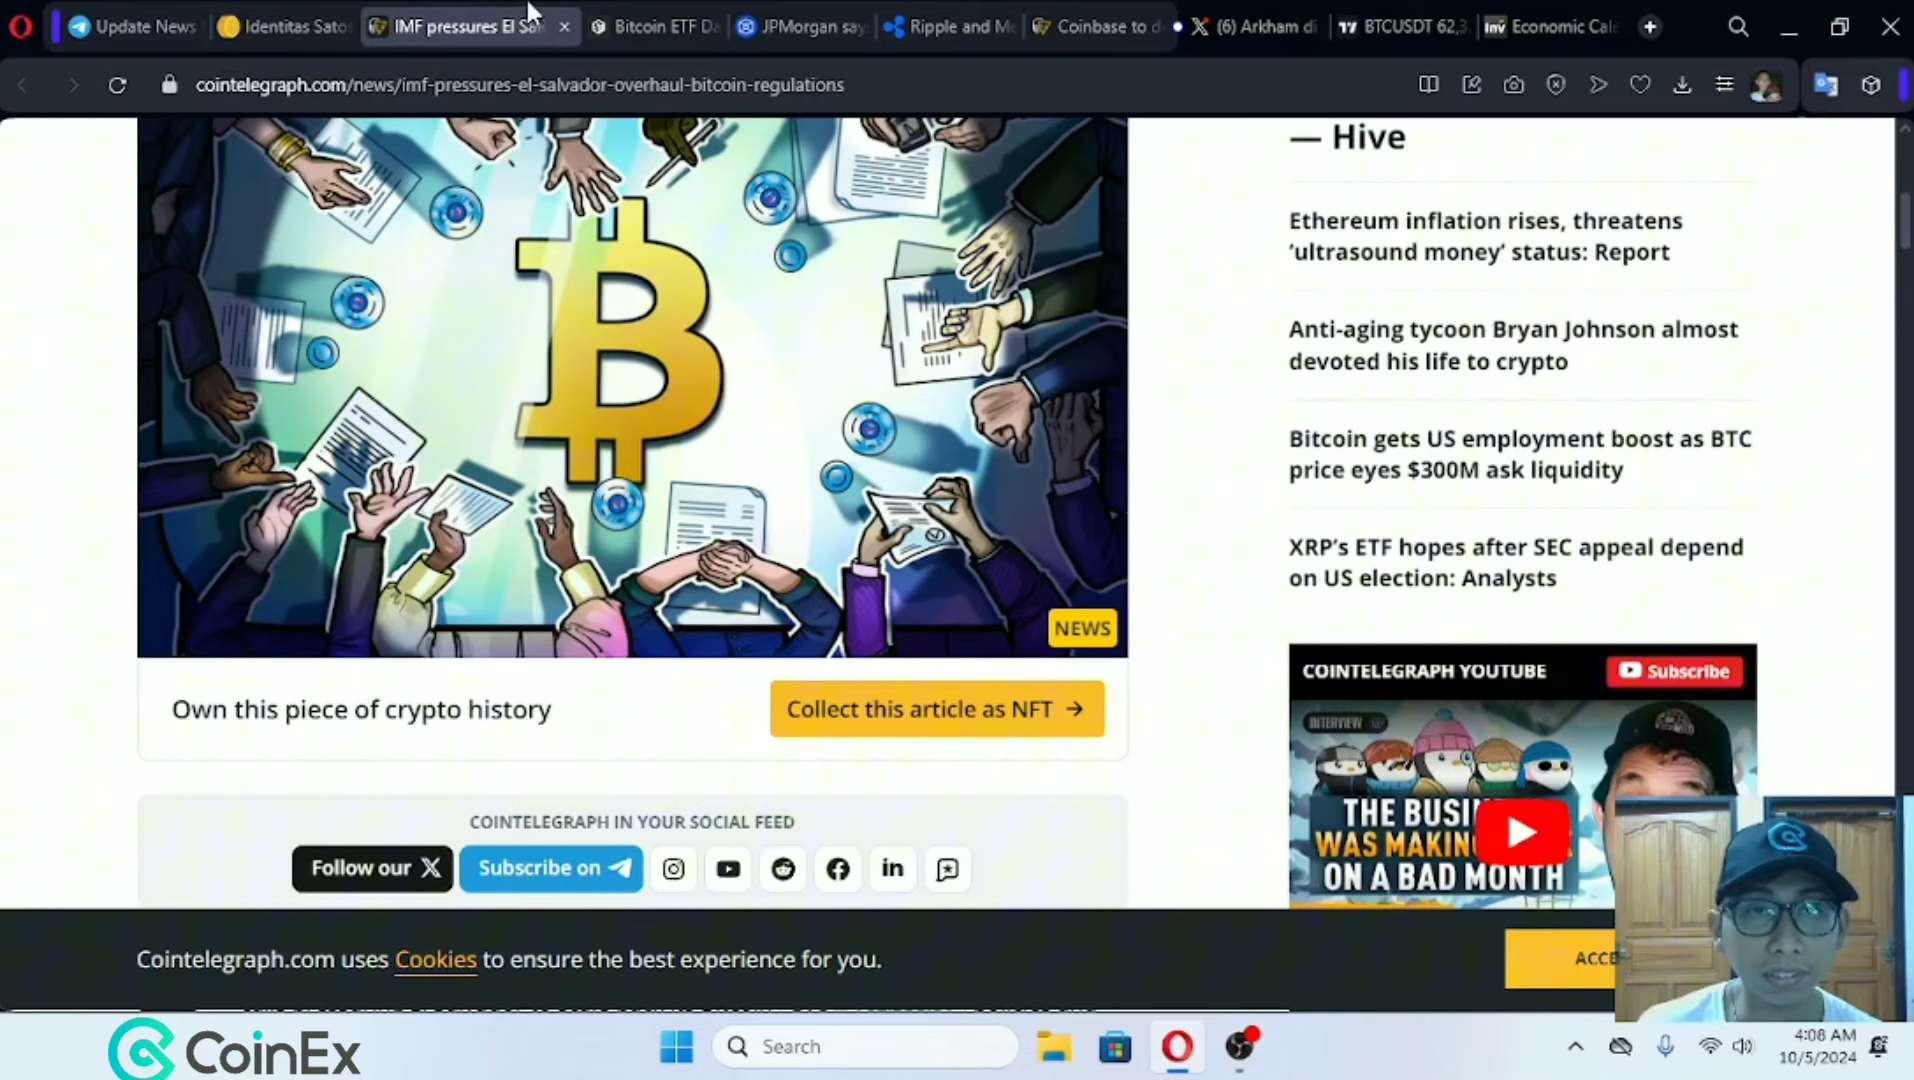 Update News
Identitas Satos
IMF pressures El Sal
Bitcoin ETF Da
JPMorgan say
Ripple and M
Coinbase to d
(6) Arkham di
BTCUSDT 62,3
Economic Cale
cointelegraph.com/news/imf-pressures-el-salvador-overhaul-bitcoin-regulations
— Hive
Ethereum inflation rises, threatens
‘ultrasound money’ status: Report
Anti-aging tycoon Bryan Johnson almost
devoted his life to crypto
Bitcoin gets US employment boost as BTC
price eyes $300M ask liquidity
XRP’s ETF hopes after SEC appeal depend
on US election: Analysts
NEWS
Own this piece of crypto history
Collect this article as NFT →
COINTELEGRAPH YOUTUBE
Subscribe
INTERVIEW
THE BUSI
WAS MAKIN
ON A BAD MONTH
COINTELEGRAPH IN YOUR SOCIAL FEED
Follow our X
Subscribe on
Cointelegraph.com uses Cookies to ensure the best experience for you.
ACCE
CoinEx
Search
4:08 AM
10/5/2024